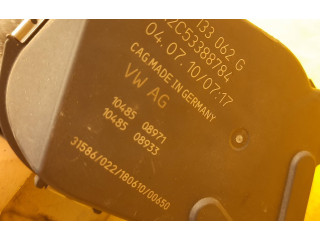 133 062 G
2C53388784
04.07.10/07:17
CAG MADE IN GERMANY
VW AG
10485 08971
10485 08933
31586/022/180610/00650